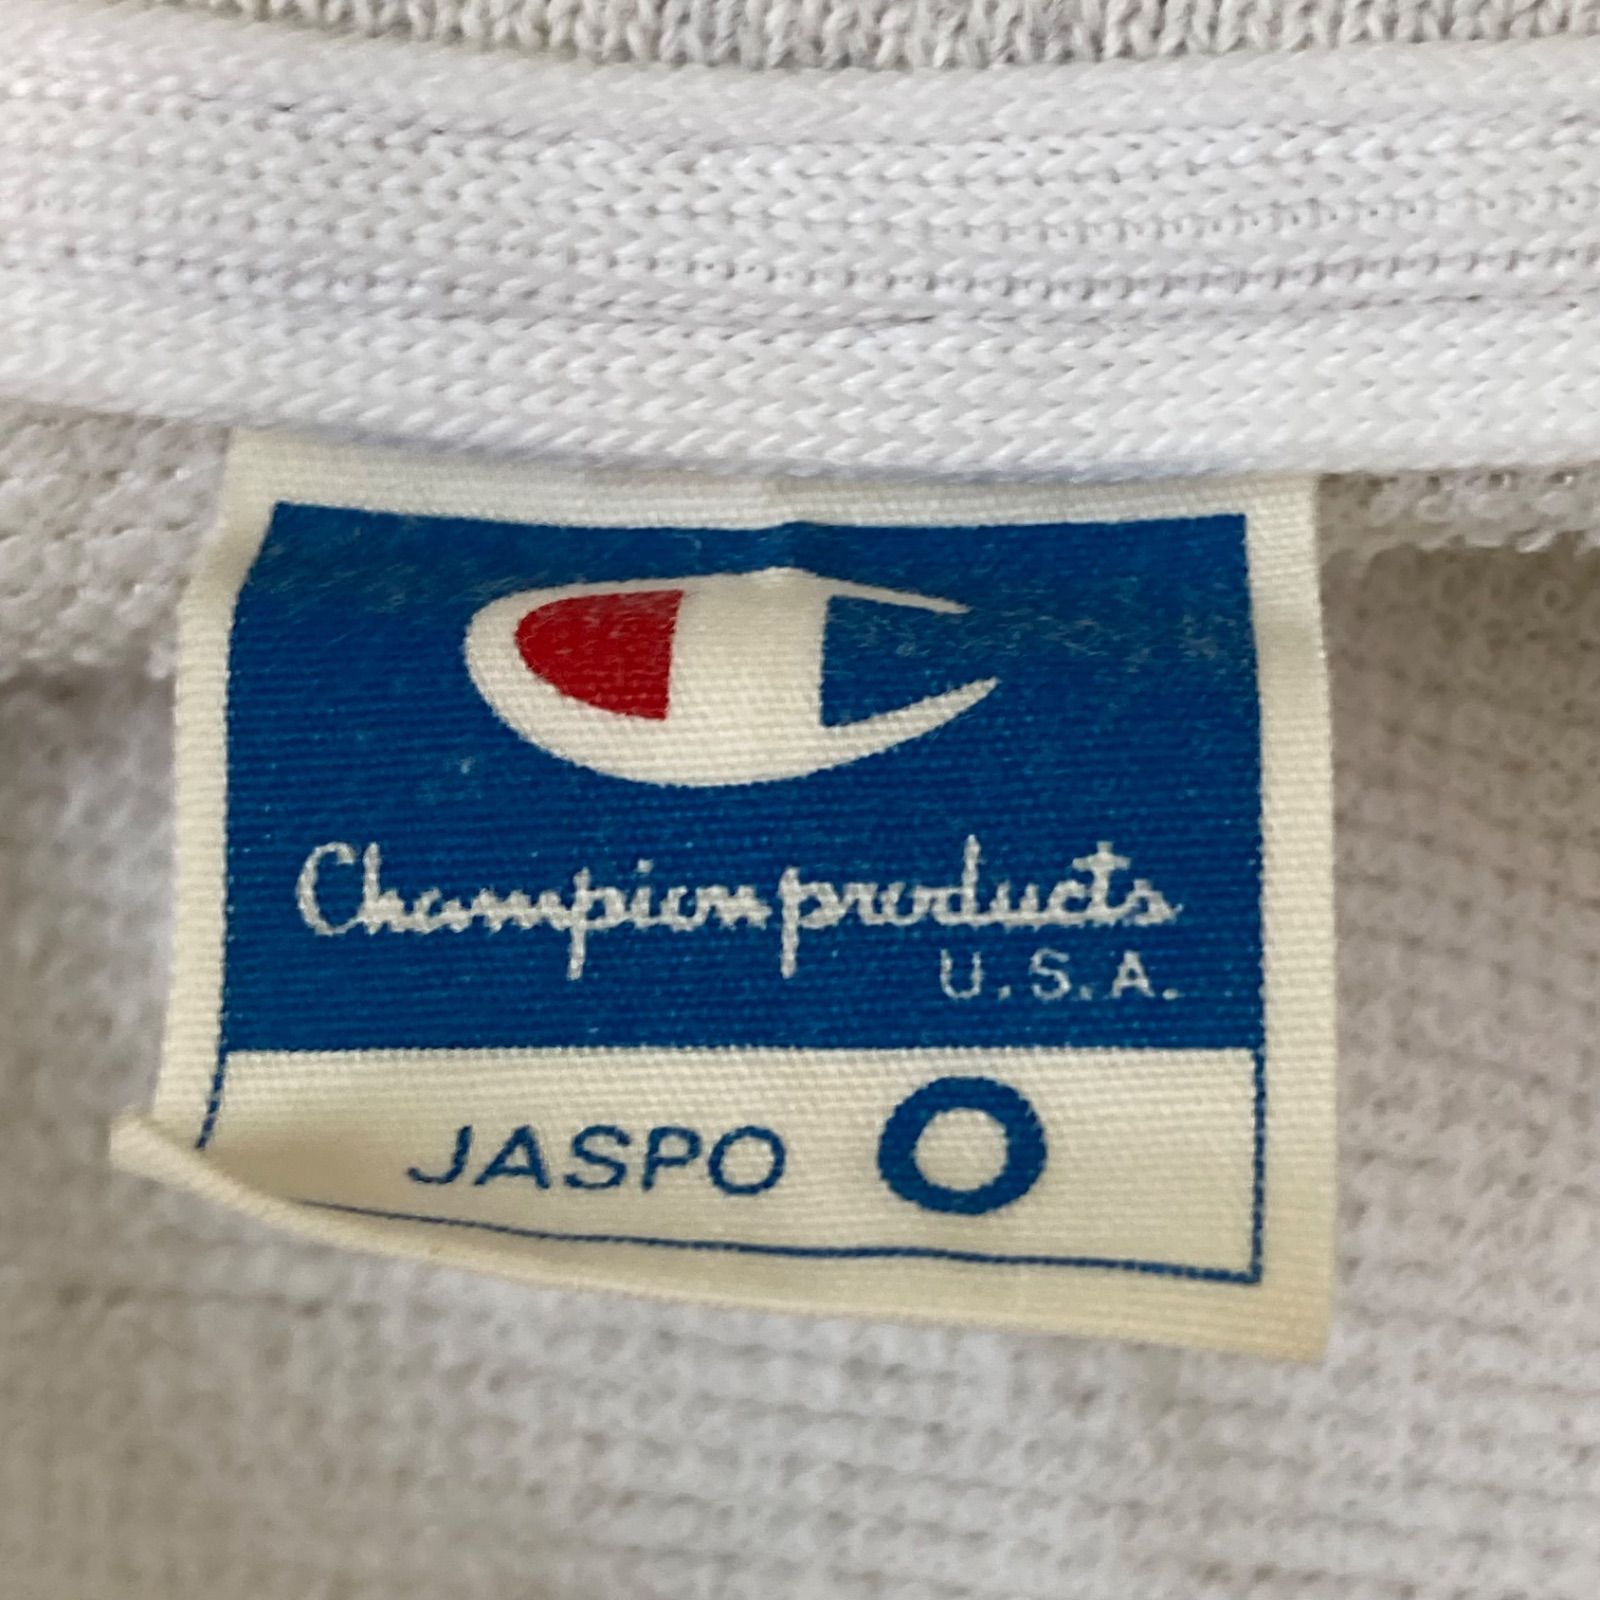 Champion products
U.S.A.
JASPO O